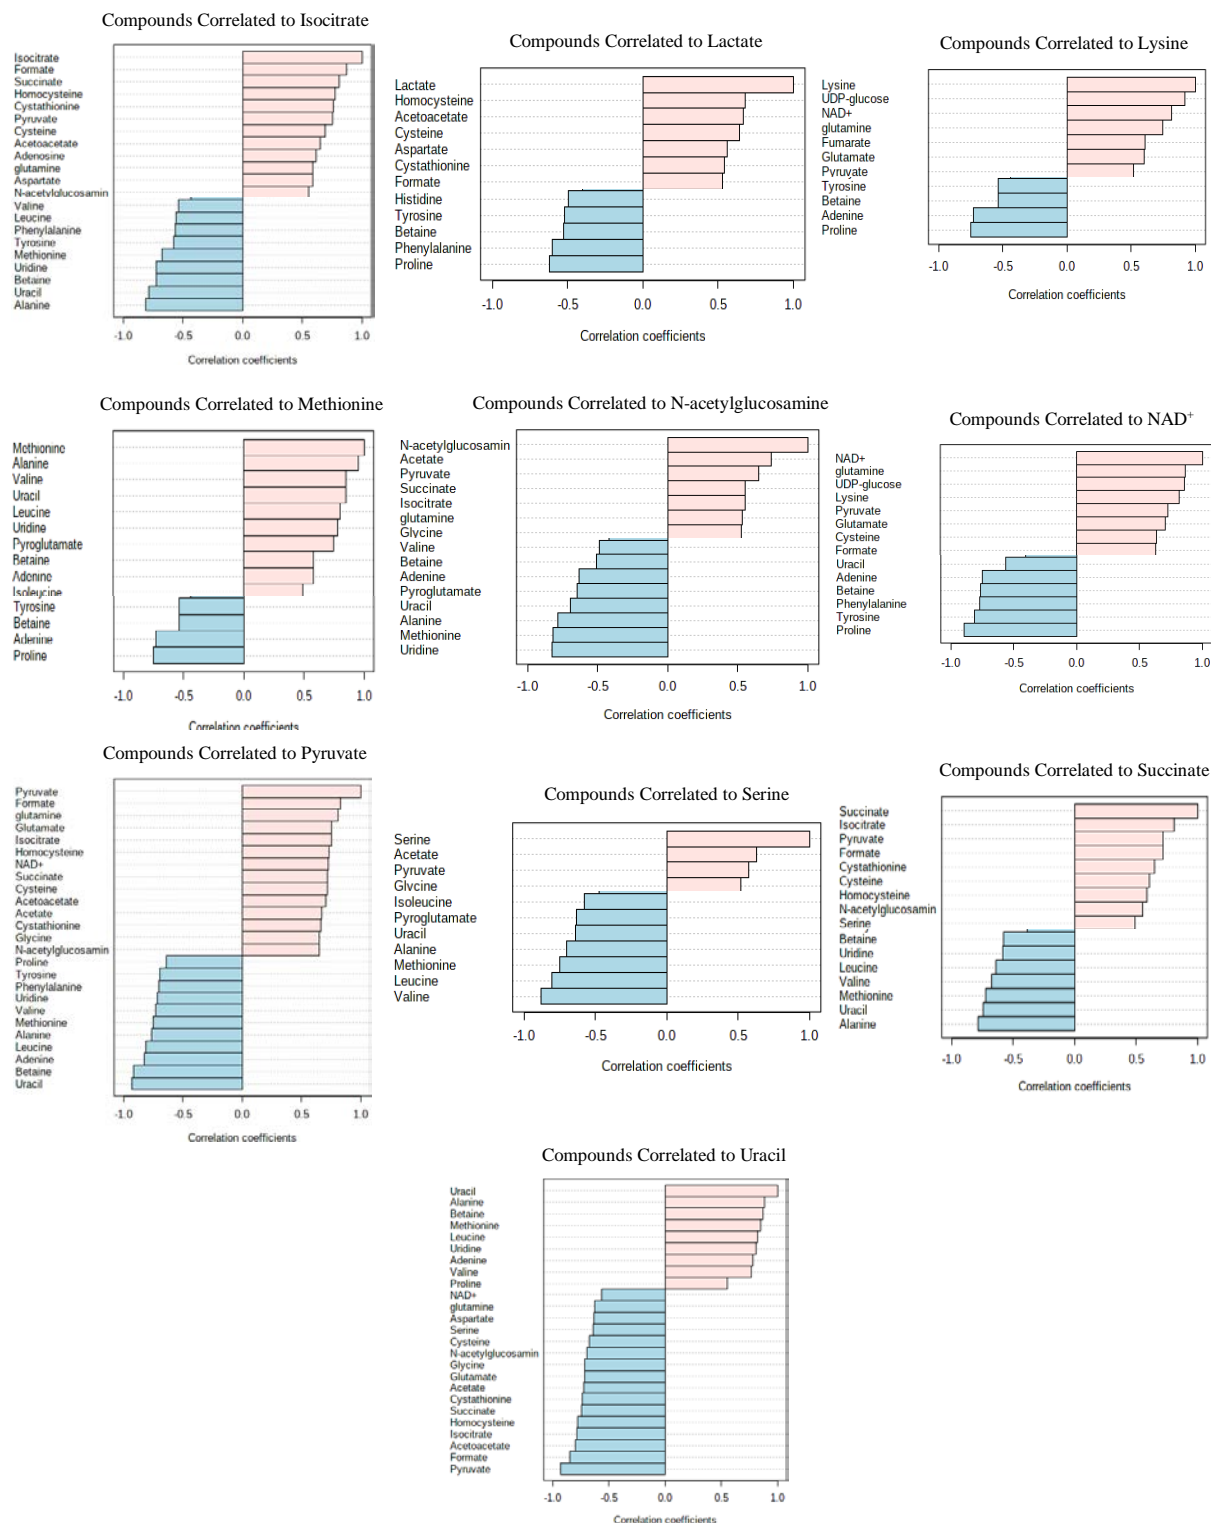 Compounds Correlated to Isocitrate
Isocitrate
Formate
Succinate
Homocysteine
Cystathionine
Pyruvate
Cysteine
Acetoacetate
Adenosine
glutamine
Aspartate
N-acetylglucosamin
Valine
Leucine
Phenylalanine
Tyrosine
Methionine
Uridine
Betaine
Uracil
Alanine
-1.0 -0.5 0.0 0.5 1.0
Correlation coefficients
Compounds Correlated to Lactate
Lactate
Homocysteine
Acetoacetate
Cysteine
Aspartate
Cystathionine
Formate
Histidine
Tyrosine
Betaine
Phenylalanine
Proline
-1.0 -0.5 0.0 0.5 1.0
Correlation coefficients
Compounds Correlated to Lysine
Lysine
UDP-glucose
NAD+
glutamine
Fumarate
Glutamate
Pyruvate
Tyrosine
Betaine
Adenine
Proline
-1.0 -0.5 0.0 0.5 1.0
Correlation coefficients
Compounds Correlated to Methionine
Methionine
Alanine
Valine
Uracil
Leucine
Uridine
Pyroglutamate
Betaine
Adenine
Isoleucine
Tyrosine
Betaine
Adenine
Proline
-1.0 -0.5 0.0 0.5 1.0
Correlation coefficients
Compounds Correlated to N-acetylglucosamine
N-acetylglucosamin
Acetate
Pyruvate
Succinate
Isocitrate
glutamine
Glycine
Valine
Betaine
Adenine
Pyroglutamate
Uracil
Alanine
Methionine
Uridine
-1.0 -0.5 0.0 0.5 1.0
Correlation coefficients
Compounds Correlated to NAD+
NAD+
glutamine
UDP-glucose
Lysine
Pyruvate
Glutamate
Cysteine
Formate
Uracil
Adenine
Betaine
Phenylalanine
Tyrosine
Proline
-1.0 -0.5 0.0 0.5 1.0
Correlation coefficients
Compounds Correlated to Pyruvate
Pyruvate
Formate
glutamine
Glutamate
Isocitrate
Homocysteine
NAD+
Succinate
Cysteine
Acetoacetate
Acetate
Cystathionine
Glycine
N-acetylglucosamin
Proline
Tyrosine
Phenylalanine
Uridine
Valine
Methionine
Alanine
Leucine
Adenine
Betaine
Uracil
-1.0 -0.5 0.0 0.5 1.0
Correlation coefficients
Compounds Correlated to Serine
Serine
Acetate
Pyruvate
Glycine
Isoleucine
Pyroglutamate
Uracil
Alanine
Methionine
Leucine
Valine
-1.0 -0.5 0.0 0.5 1.0
Correlation coefficients
Compounds Correlated to Succinate
Succinate
Isocitrate
Pyruvate
Formate
Cystathionine
Cysteine
Homocysteine
N-acetylglucosamin
Serine
Betaine
Uridine
Leucine
Valine
Methionine
Uracil
Alanine
-1.0 -0.5 0.0 0.5 1.0
Correlation coefficients
Compounds Correlated to Uracil
Uracil
Alanine
Betaine
Methionine
Leucine
Uridine
Adenine
Valine
Proline
NAD+
glutamine
Aspartate
Serine
Cysteine
N-acetylglucosamin
Glycine
Glutamate
Acetate
Cystathionine
Succinate
Homocysteine
Isocitrate
Acetoacetate
Formate
Pyruvate
-1.0 -0.5 0.0 0.5 1.0
Correlation coefficients